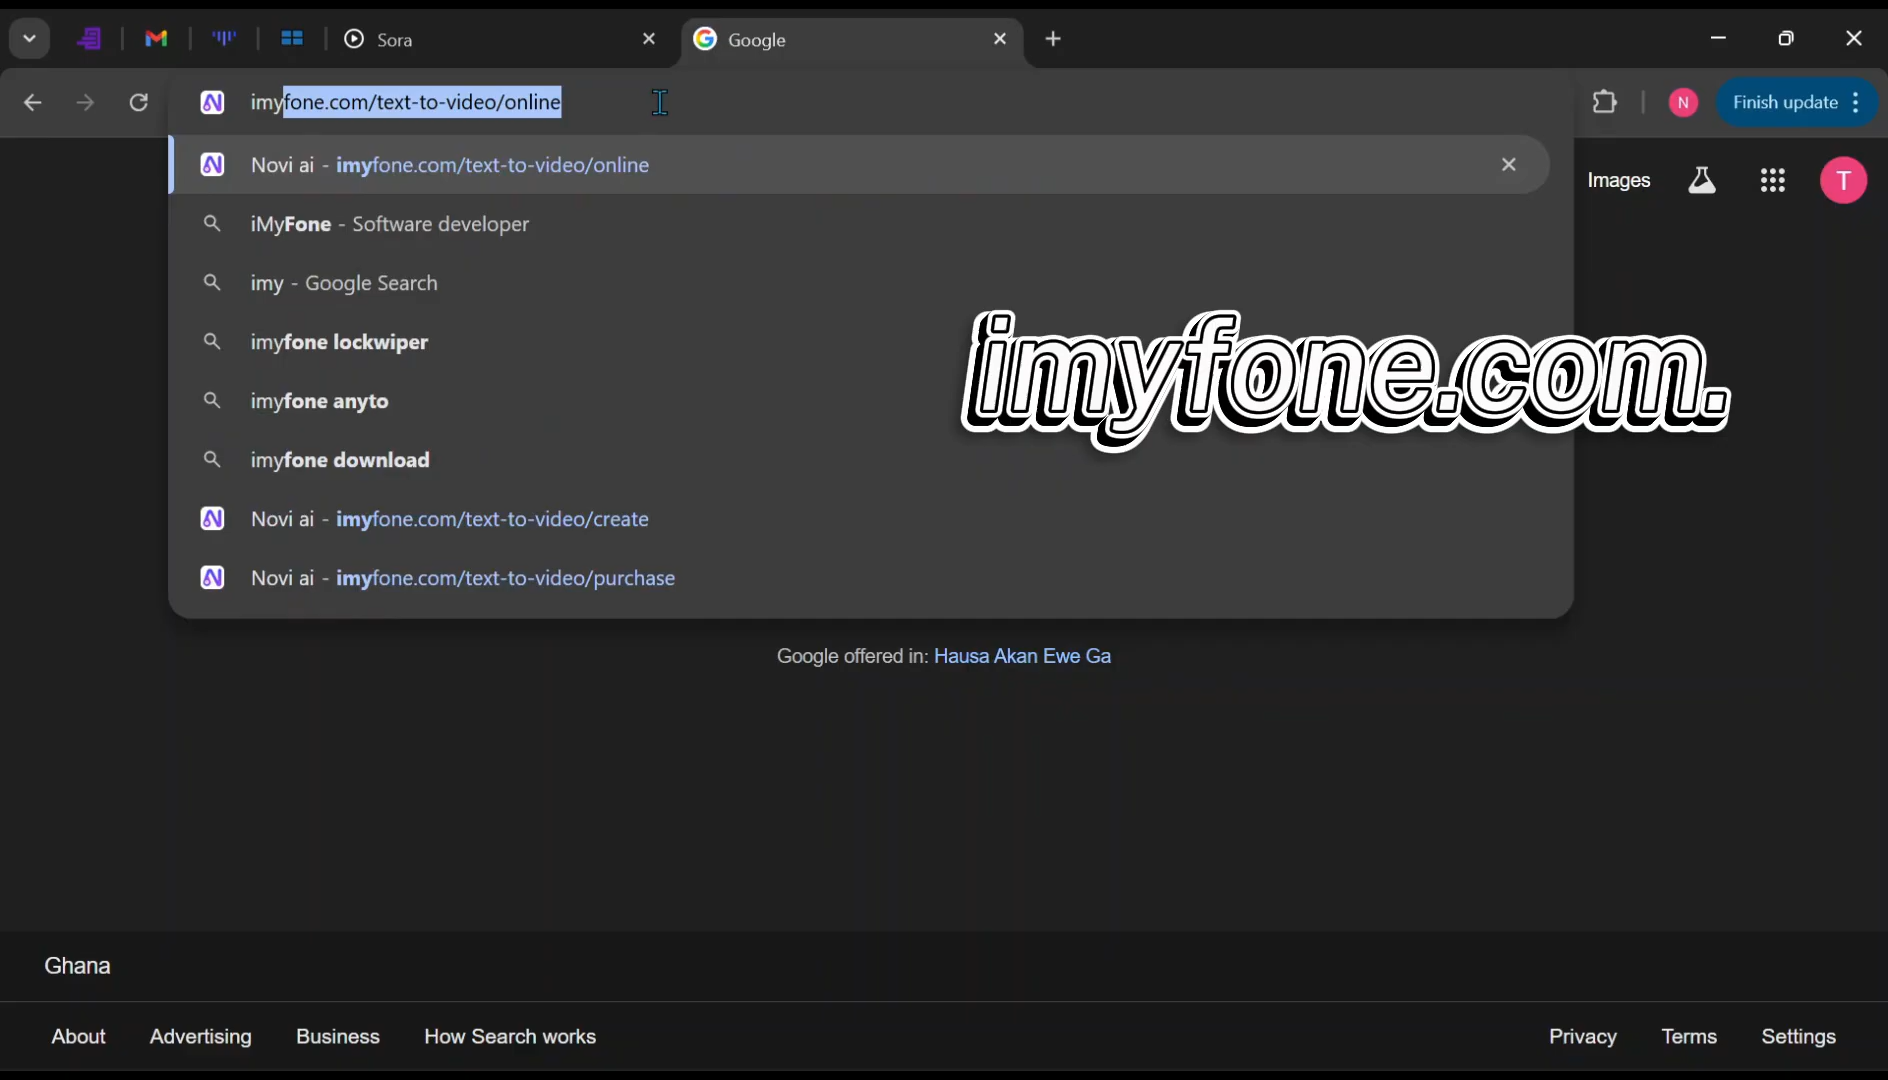 Sora
Google
imyfone.com/text-to-video/online
N
Finish update
Novi ai - imyfone.com/text-to-video/online
Images
T
iMyFone - Software developer
imy - Google Search
imyfone lockwiper
imyfone.com.
imyfone anyto
imyfone download
Novi ai - imyfone.com/text-to-video/create
Novi ai - imyfone.com/text-to-video/purchase
Google offered in: Hausa Akan Ewe Ga
Ghana
About Advertising Business How Search works Privacy Terms Settings